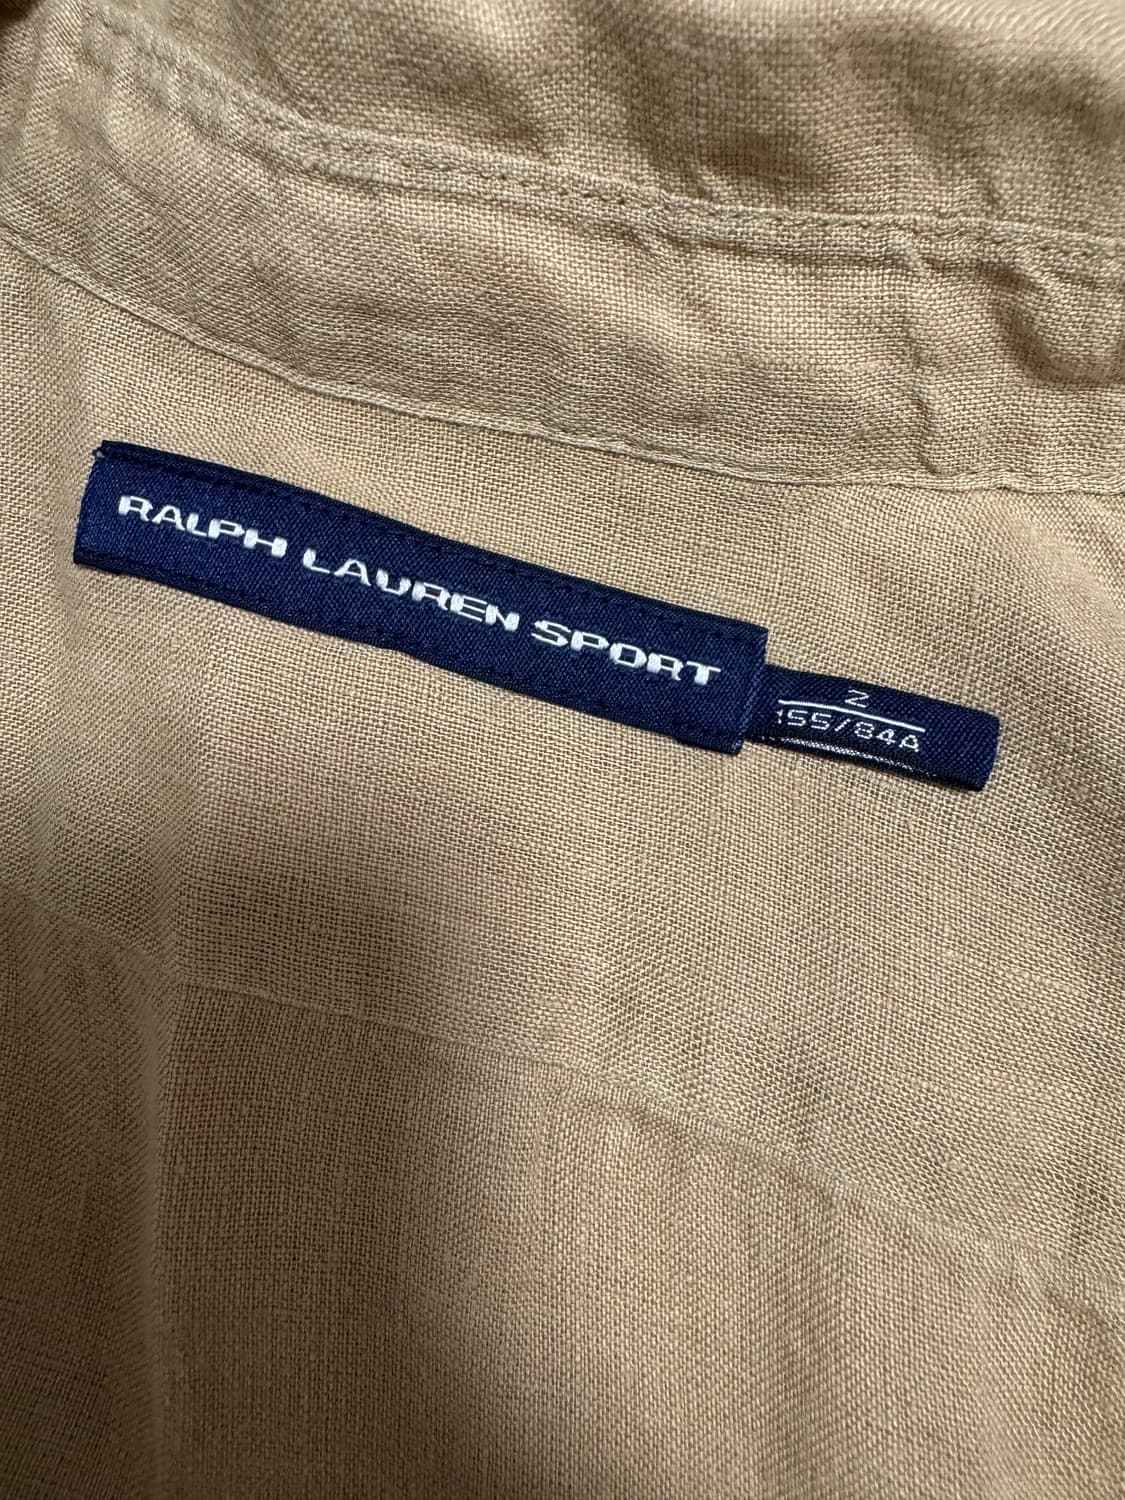 RALPH LAUREN SPORT
2
155/84A